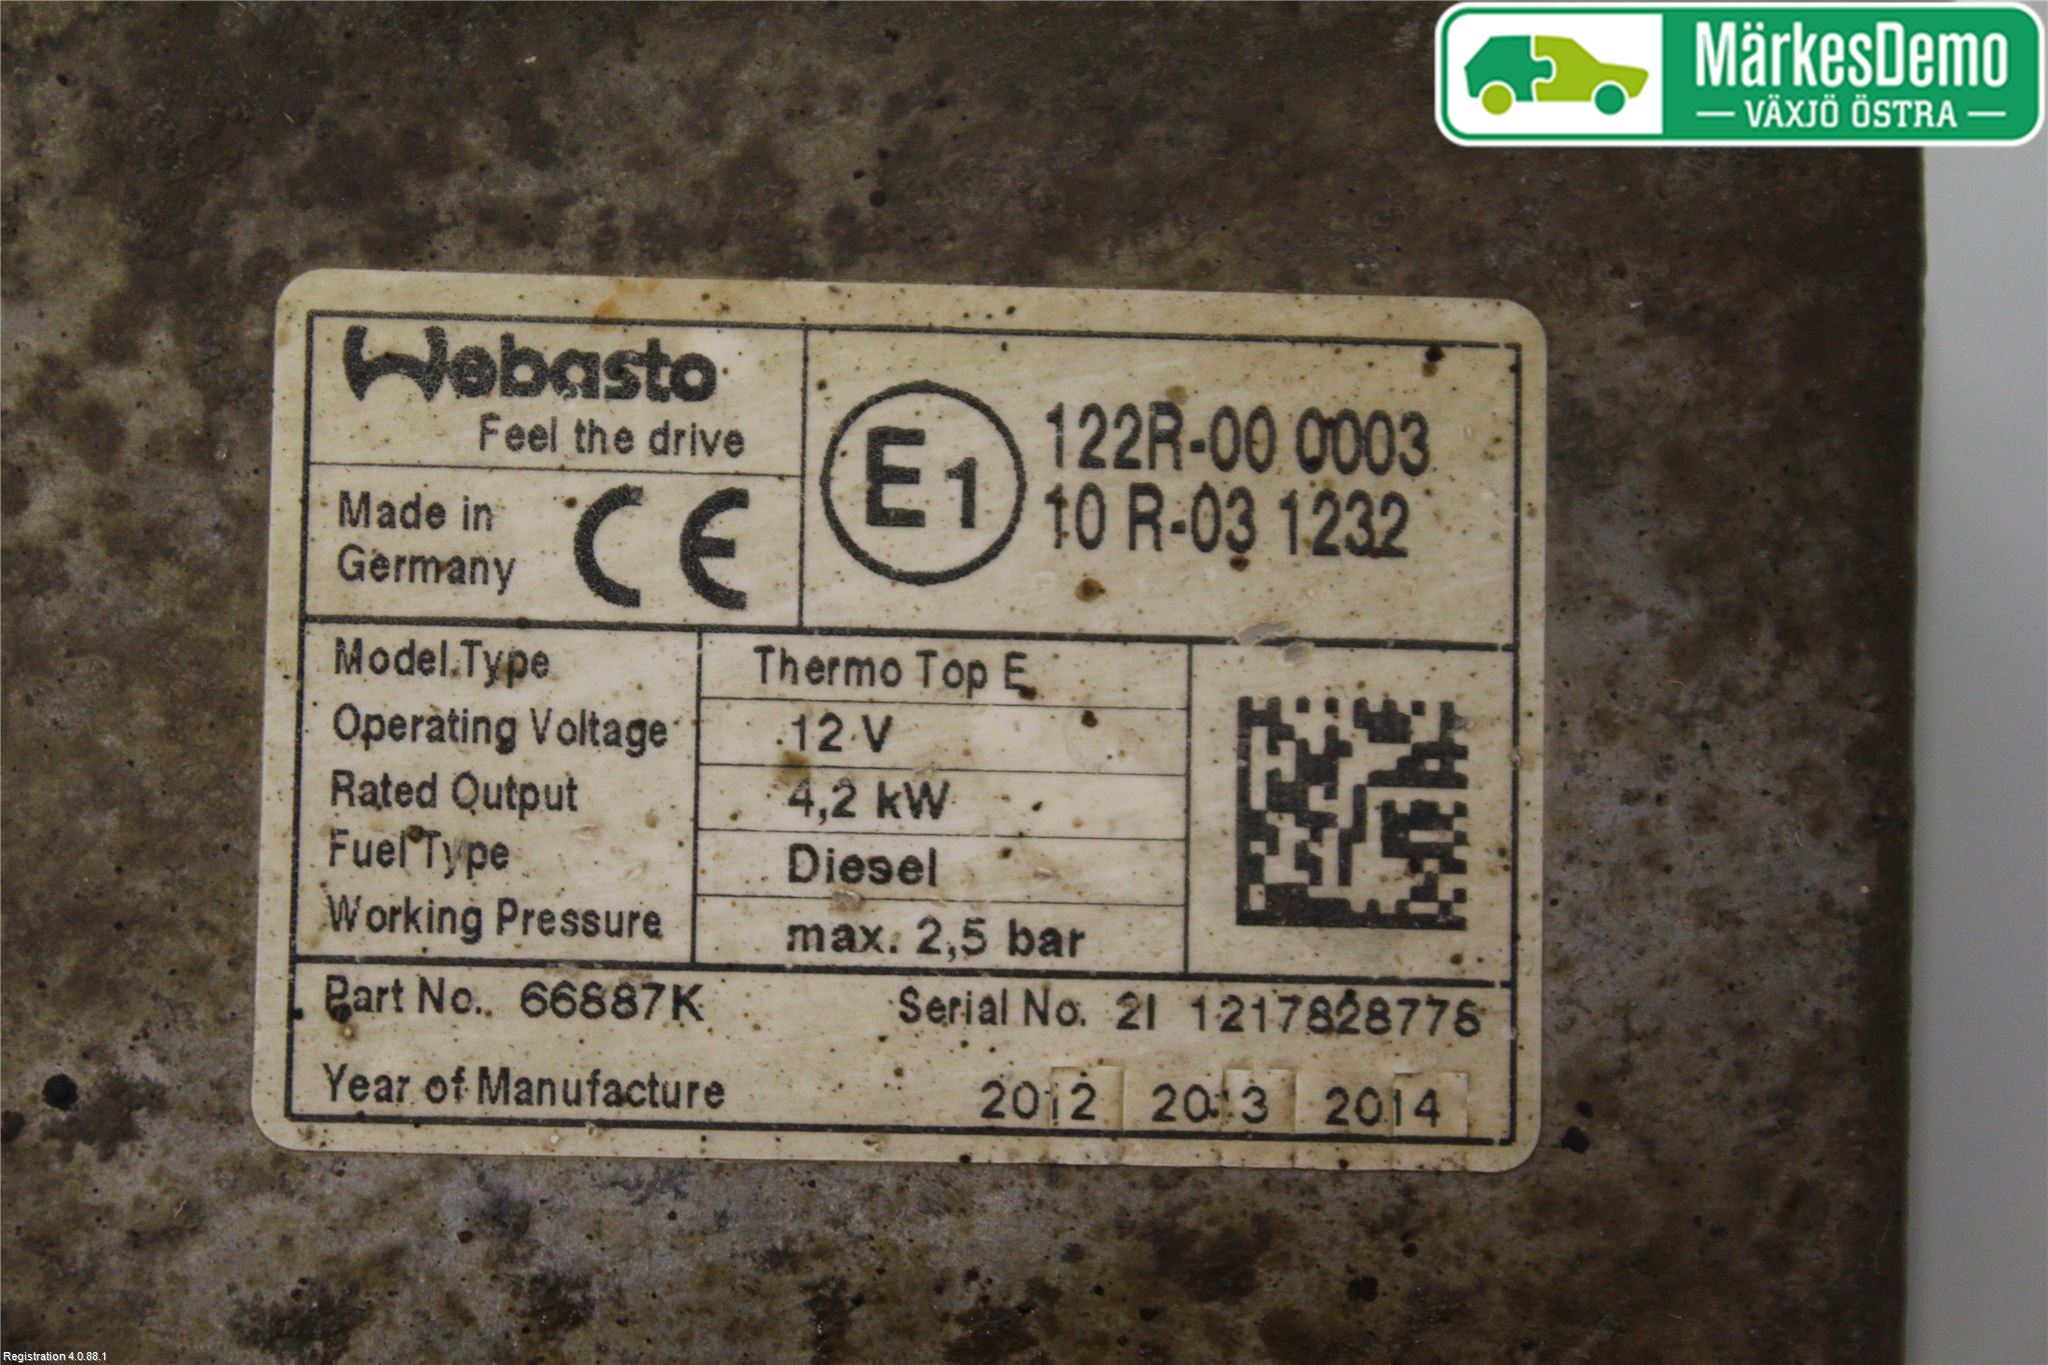 MärkesDemo
VÄXJÖ ÖSTRA
Webasto
Feel the drive
Made in
Germany
CE
E1
122R-00 0003
10 R-03 1232
Model Type Thermo Top E
Operating Voltage 12 V
Rated Output 4,2 kW
Fuel Type Diesel
Working Pressure max. 2,5 bar
Part No. 66887K Serial No. 21 1217828778
Year of Manufacture 2012 2013 2014
Registration 4.0.88.1